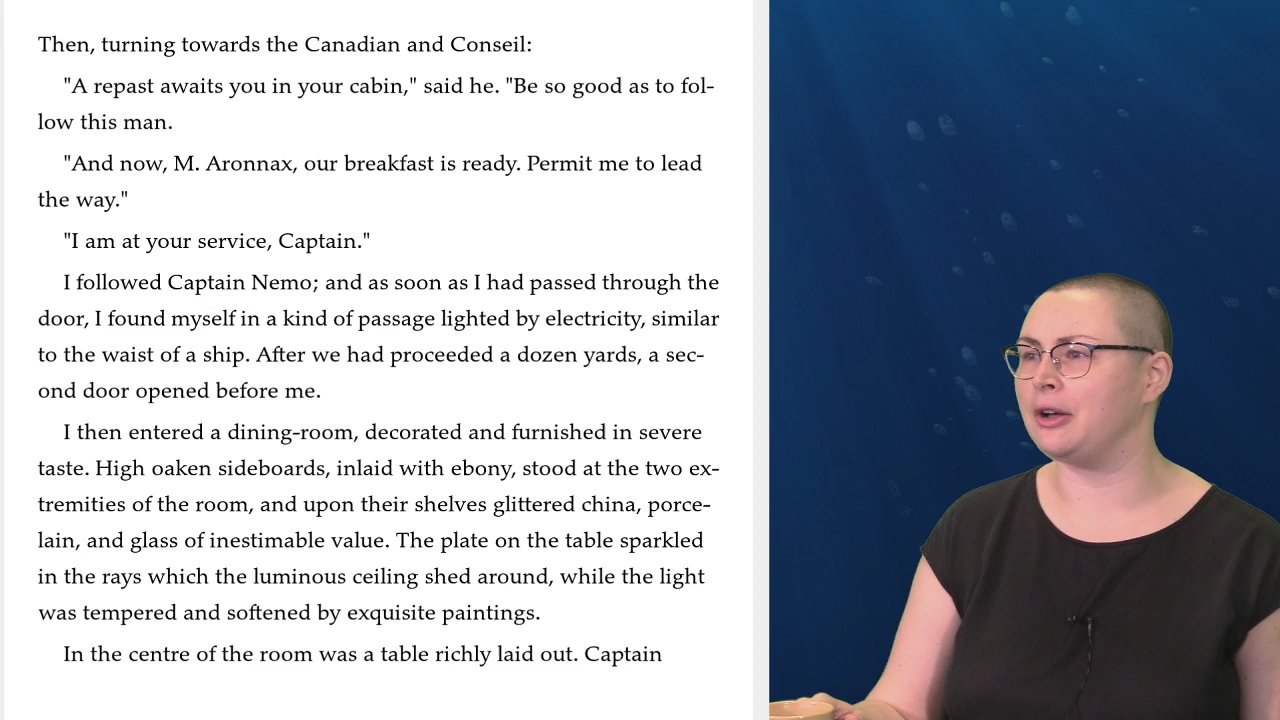 Then, turning towards the Canadian and Conseil:
"A repast awaits you in your cabin," said he. "Be so good as to fol-
low this man.
"And now, M. Aronnax, our breakfast is ready. Permit me to lead
the way."
"I am at your service, Captain."
I followed Captain Nemo; and as soon as I had passed through the
door, I found myself in a kind of passage lighted by electricity, similar
to the waist of a ship. After we had proceeded a dozen yards, a sec-
ond door opened before me.
I then entered a dining-room, decorated and furnished in severe
taste. High oaken sideboards, inlaid with ebony, stood at the two ex-
tremities of the room, and upon their shelves glittered china, porce-
lain, and glass of inestimable value. The plate on the table sparkled
in the rays which the luminous ceiling shed around, while the light
was tempered and softened by exquisite paintings.
In the centre of the room was a table richly laid out. Captain